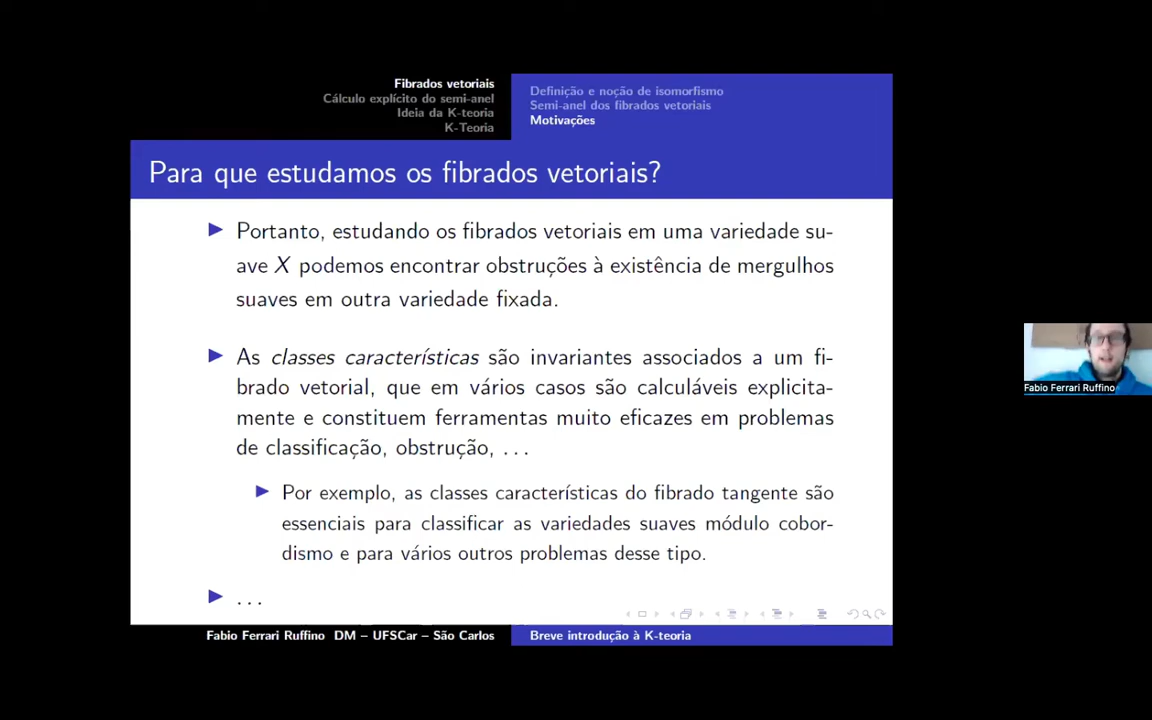 Fibrados vetoriais
Cálculo explícito do semi-anel
Ideia da K-teoria
K-Teoria
Definição e noção de isomorfismo
Semi-anel dos fibrados vetoriais
Motivações
Para que estudamos os fibrados vetoriais?
Portanto, estudando os fibrados vetoriais em uma variedade su-
ave X podemos encontrar obstruções à existência de mergulhos
suaves em outra variedade fixada.
As classes características são invariantes associados a um fi-
brado vetorial, que em vários casos são calculáveis explicita-
mente e constituem ferramentas muito eficazes em problemas
de classificação, obstrução, ...
Por exemplo, as classes características do fibrado tangente são
essenciais para classificar as variedades suaves módulo cobor-
dismo e para vários outros problemas desse tipo.
...
Fabio Ferrari Ruffino DM – UFSCar – São Carlos
Breve introdução à K-teoria
Fabio Ferrari Ruffino